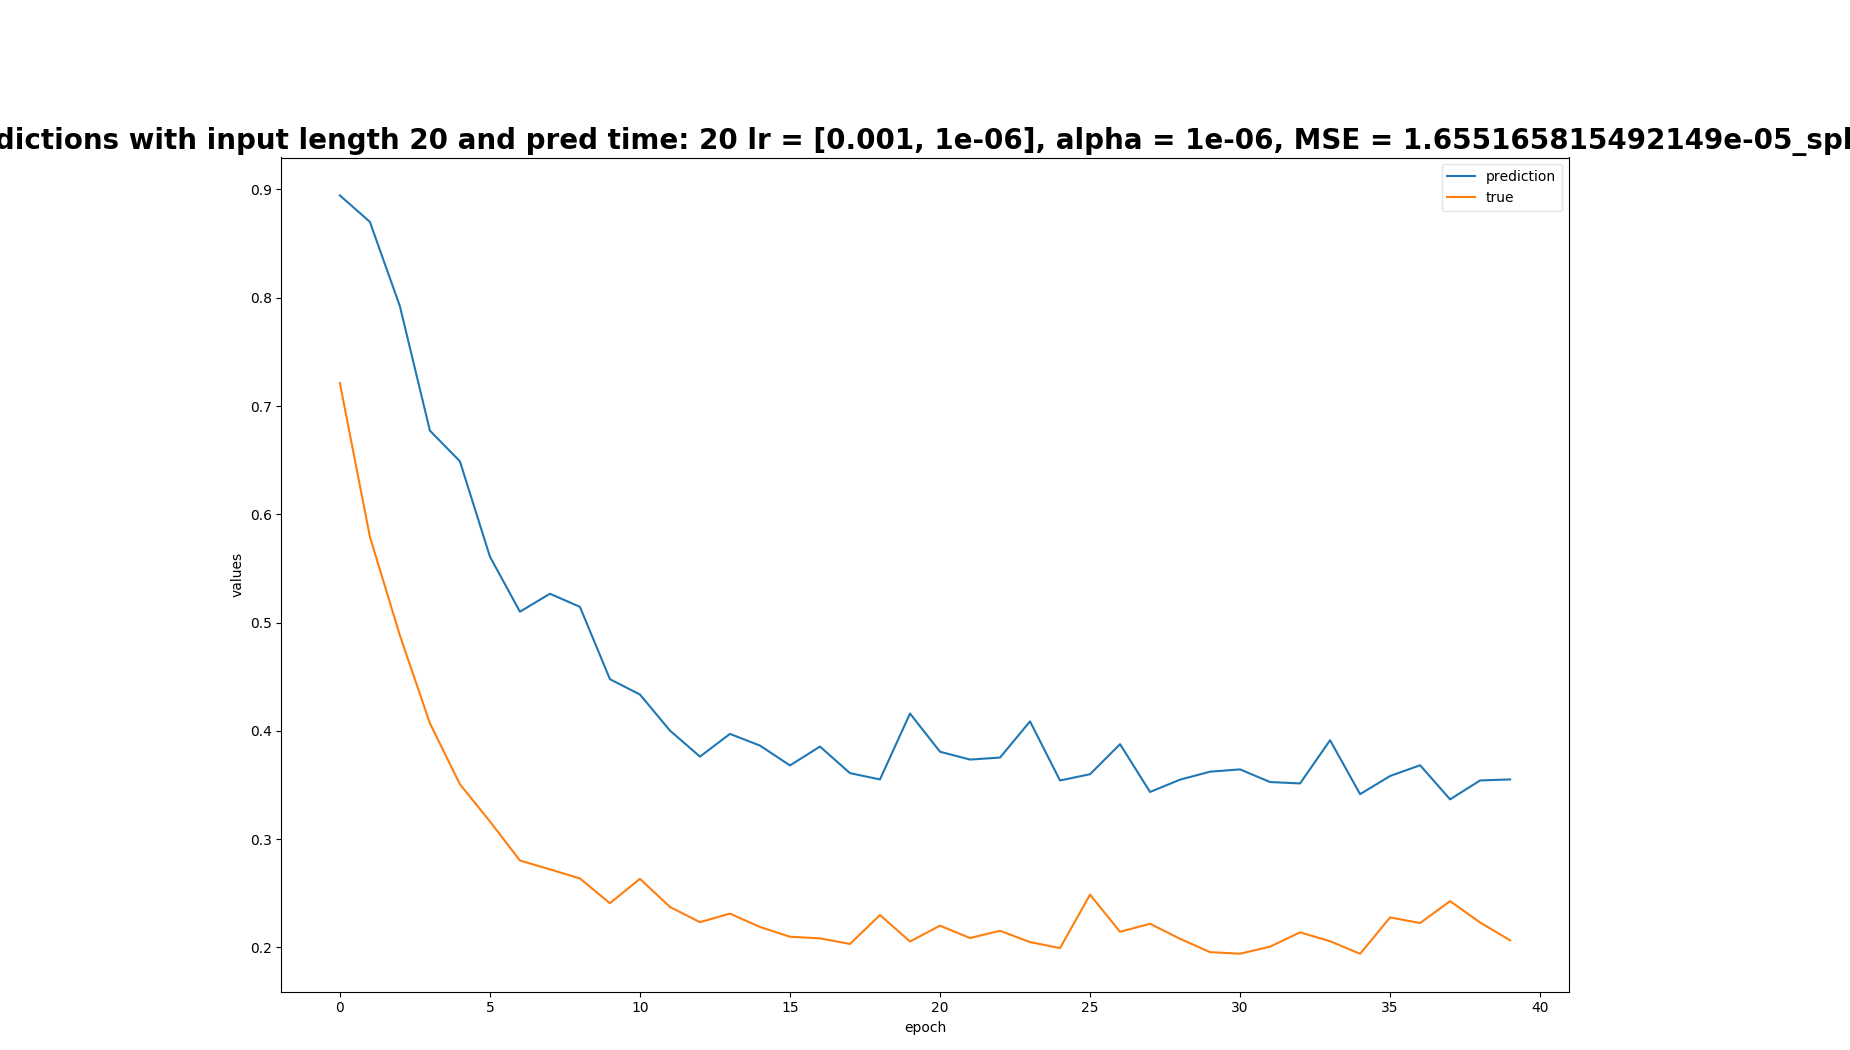 dictions with input length 20 and pred time: 20 lr = [0.001, 1e-06], alpha = 1e-06, MSE = 1.655165815492149e-05_spl
prediction
true
0.9
0.8
0.7
0.6
0.5
0.4
0.3
0.2
values
0 5 10 15 20 25 30 35 40
epoch